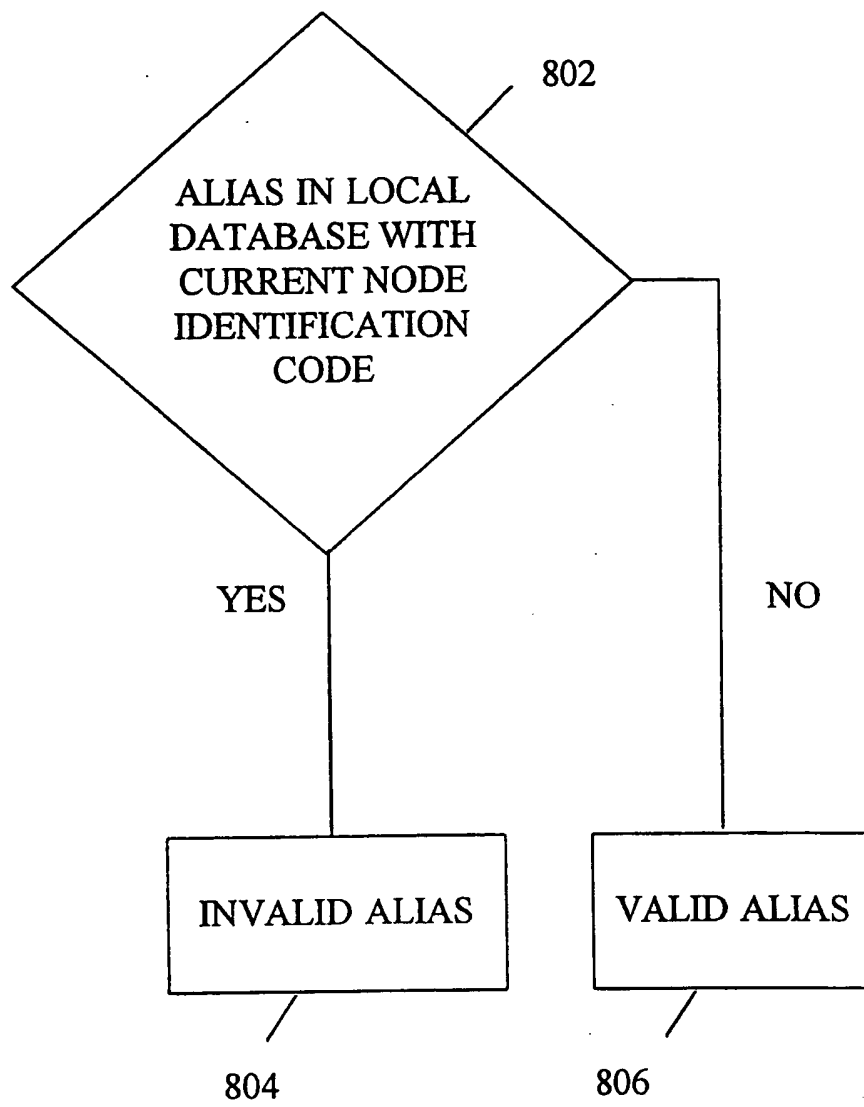 802
ALIAS IN LOCAL
DATABASE WITH
CURRENT NODE
IDENTIFICATION
CODE
YES
NO
INVALID ALIAS
VALID ALIAS
804
806